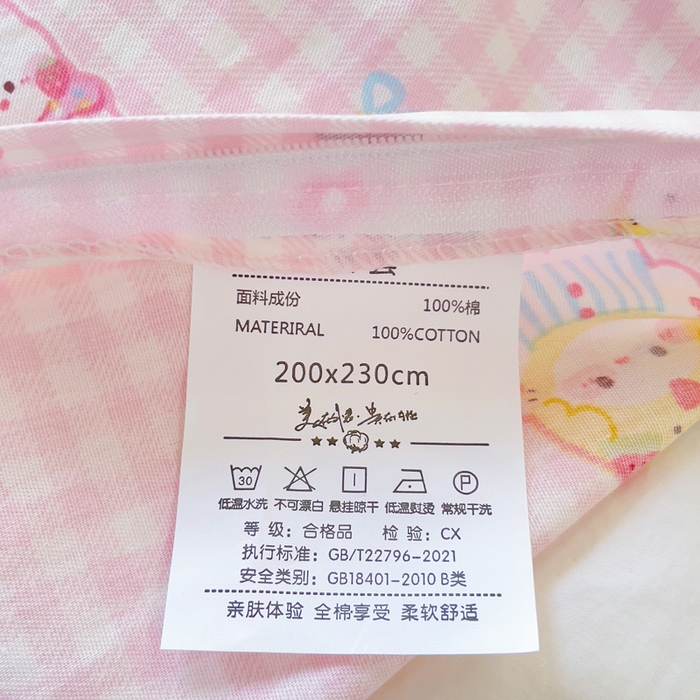 面料成份 100%棉
MATERIRAL 100%COTTON
200x230cm
30
P
低温水洗 不可漂白 悬挂晾干 低温熨烫 常规干洗
等 级：合格品 检 验：CX
执行标准：GB/T22796-2021
安全类别：GB18401-2010 B类
亲肤体验 全棉享受 柔软舒适